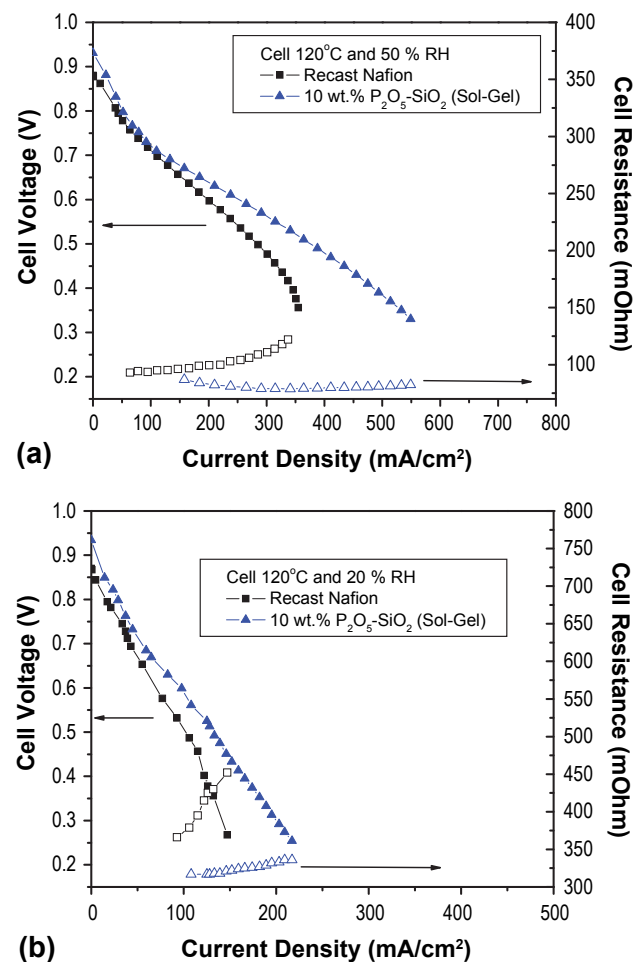 1.0
0.9
0.8
0.7
0.6
0.5
0.4
0.3
0.2
Cell Voltage (V)
Cell 120°C and 50 % RH
Recast Nafion
10 wt.% P₂O₅-SiO₂ (Sol-Gel)
400
350
300
250
200
150
100
Cell Resistance (mOhm)
0 100 200 300 400 500 600 700 800
(a)
Current Density (mA/cm²)
1.0
0.9
0.8
0.7
0.6
0.5
0.4
0.3
0.2
Cell Voltage (V)
Cell 120°C and 20 % RH
Recast Nafion
10 wt.% P₂O₅-SiO₂ (Sol-Gel)
800
750
700
650
600
550
500
450
400
350
300
Cell Resistance (mOhm)
0 100 200 300 400 500
(b)
Current Density (mA/cm²)